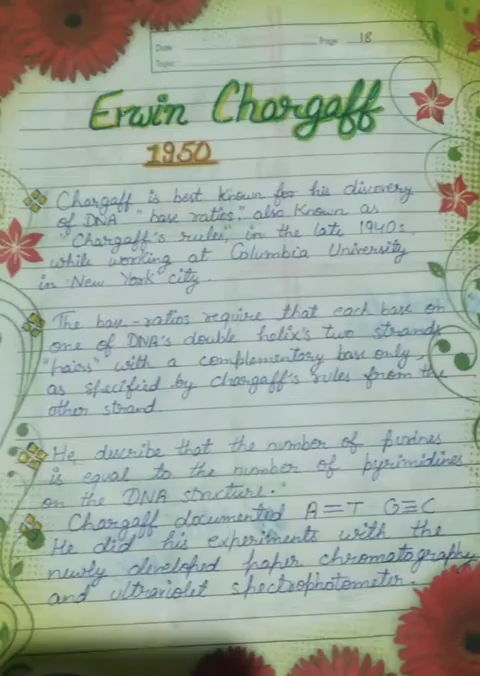 Date
Page 18
Topic
Erwin Chargaff
1950
Chargaff is best known for his discovery
of DNA "base ratios," also known as
"Chargaff's rules", in the late 1940s
while working at Columbia University
in New York city.
The base-ratios require that each base on
one of DNA's double helix's two strands
"pairs" with a complementary base only,
as specified by Chargaff's rules from the
other strand.
He describe that the number of purines
is equal to the number of pyrimidines
on the DNA structure.
Chargaff documented A=T G≡C
He did his experiments with the
newly developed paper chromatography
and ultraviolet spectrophotometer.